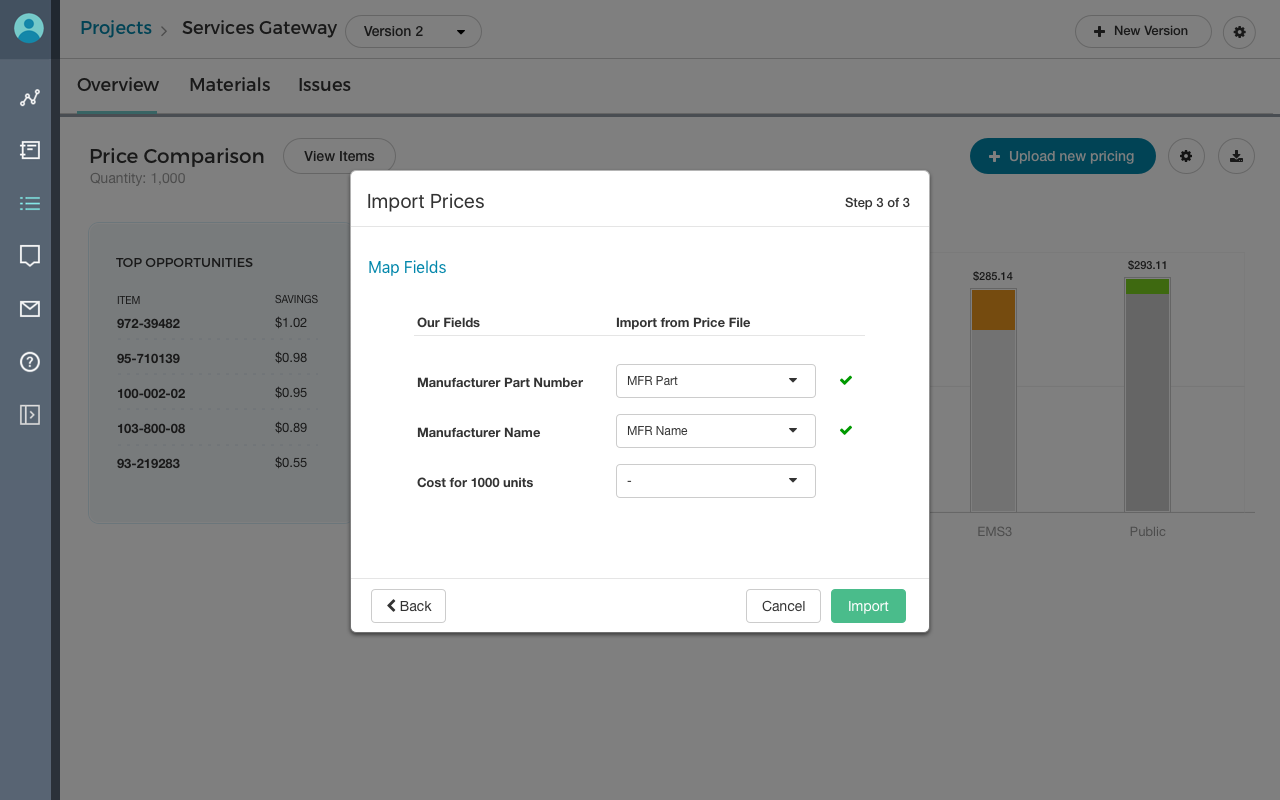 Projects > Services Gateway Version 2 + New Version
Overview Materials Issues
Price Comparison View Items + Upload new pricing
Quantity: 1,000
Import Prices Step 3 of 3
Map Fields
Our Fields Import from Price File
Manufacturer Part Number MFR Part
Manufacturer Name MFR Name
Cost for 1000 units -
Back Cancel Import
TOP OPPORTUNITIES
ITEM SAVINGS
972-39482 $1.02
95-710139 $0.98
100-002-02 $0.95
103-800-08 $0.89
93-219283 $0.55
$285.14 $293.11
EMS3 Public